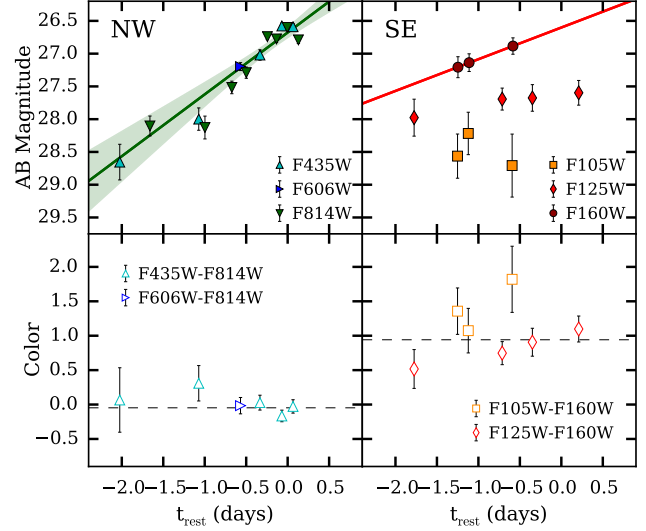 NW
SE
26.5
27.0
27.5
28.0
28.5
29.0
29.5
AB Magnitude
F435W
F606W
F814W
F105W
F125W
F160W
2.0
1.5
1.0
0.5
0.0
−0.5
Color
F435W-F814W
F606W-F814W
F105W-F160W
F125W-F160W
−2.0 −1.5 −1.0 −0.5 0.0 0.5
−2.0 −1.5 −1.0 −0.5 0.0 0.5
t_rest (days)
t_rest (days)